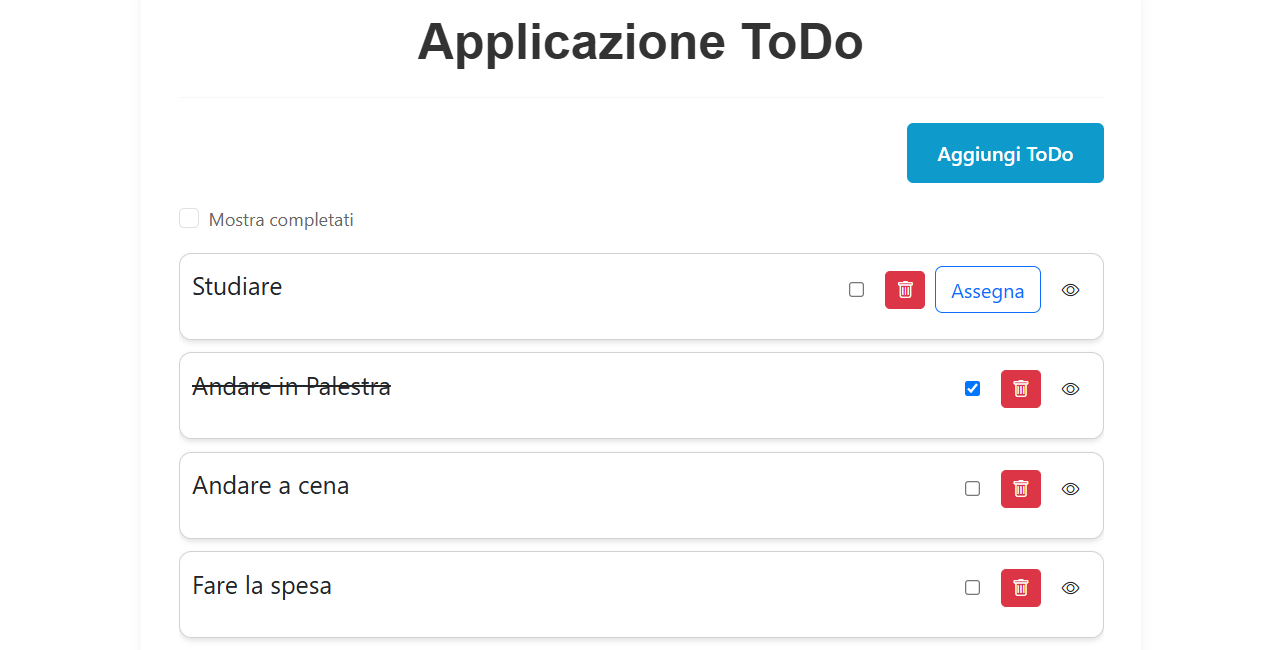 Applicazione ToDo
Aggiungi ToDo
Mostra completati
Studiare
Assegna
Andare in Palestra
Andare a cena
Fare la spesa